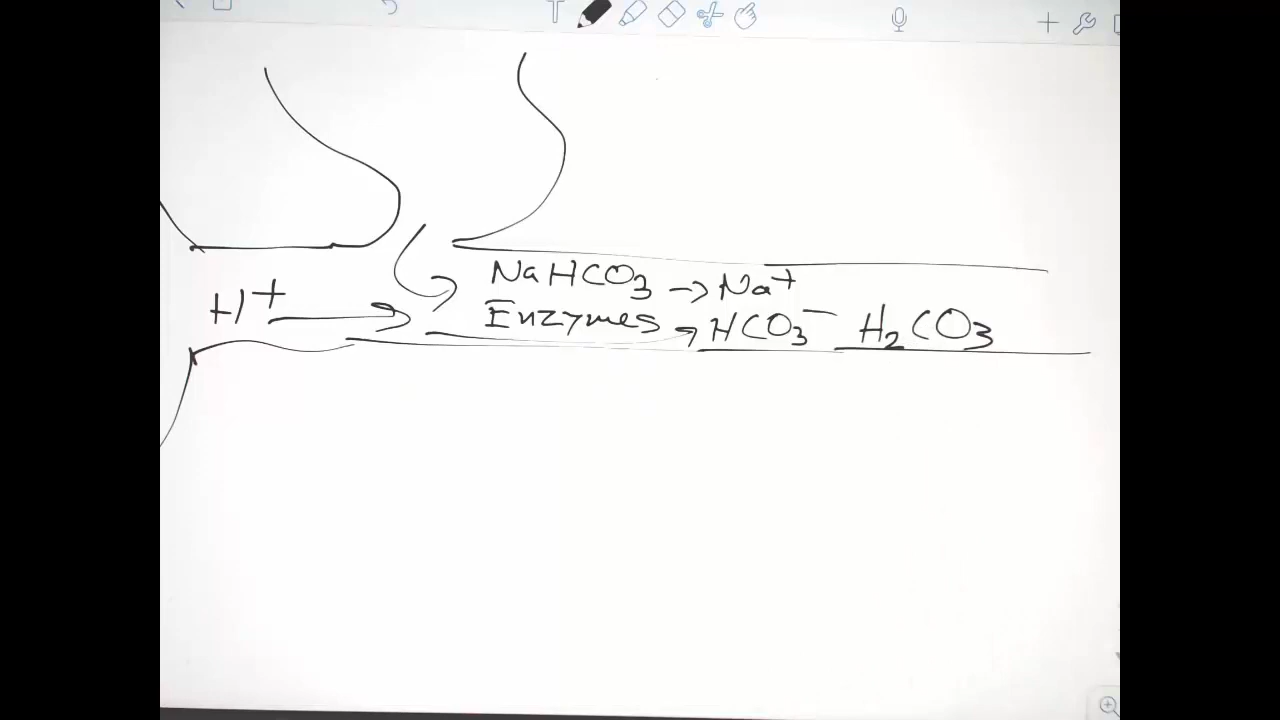 NaHCO3 → Na+
H+ Enzymes HCO3- H2CO3